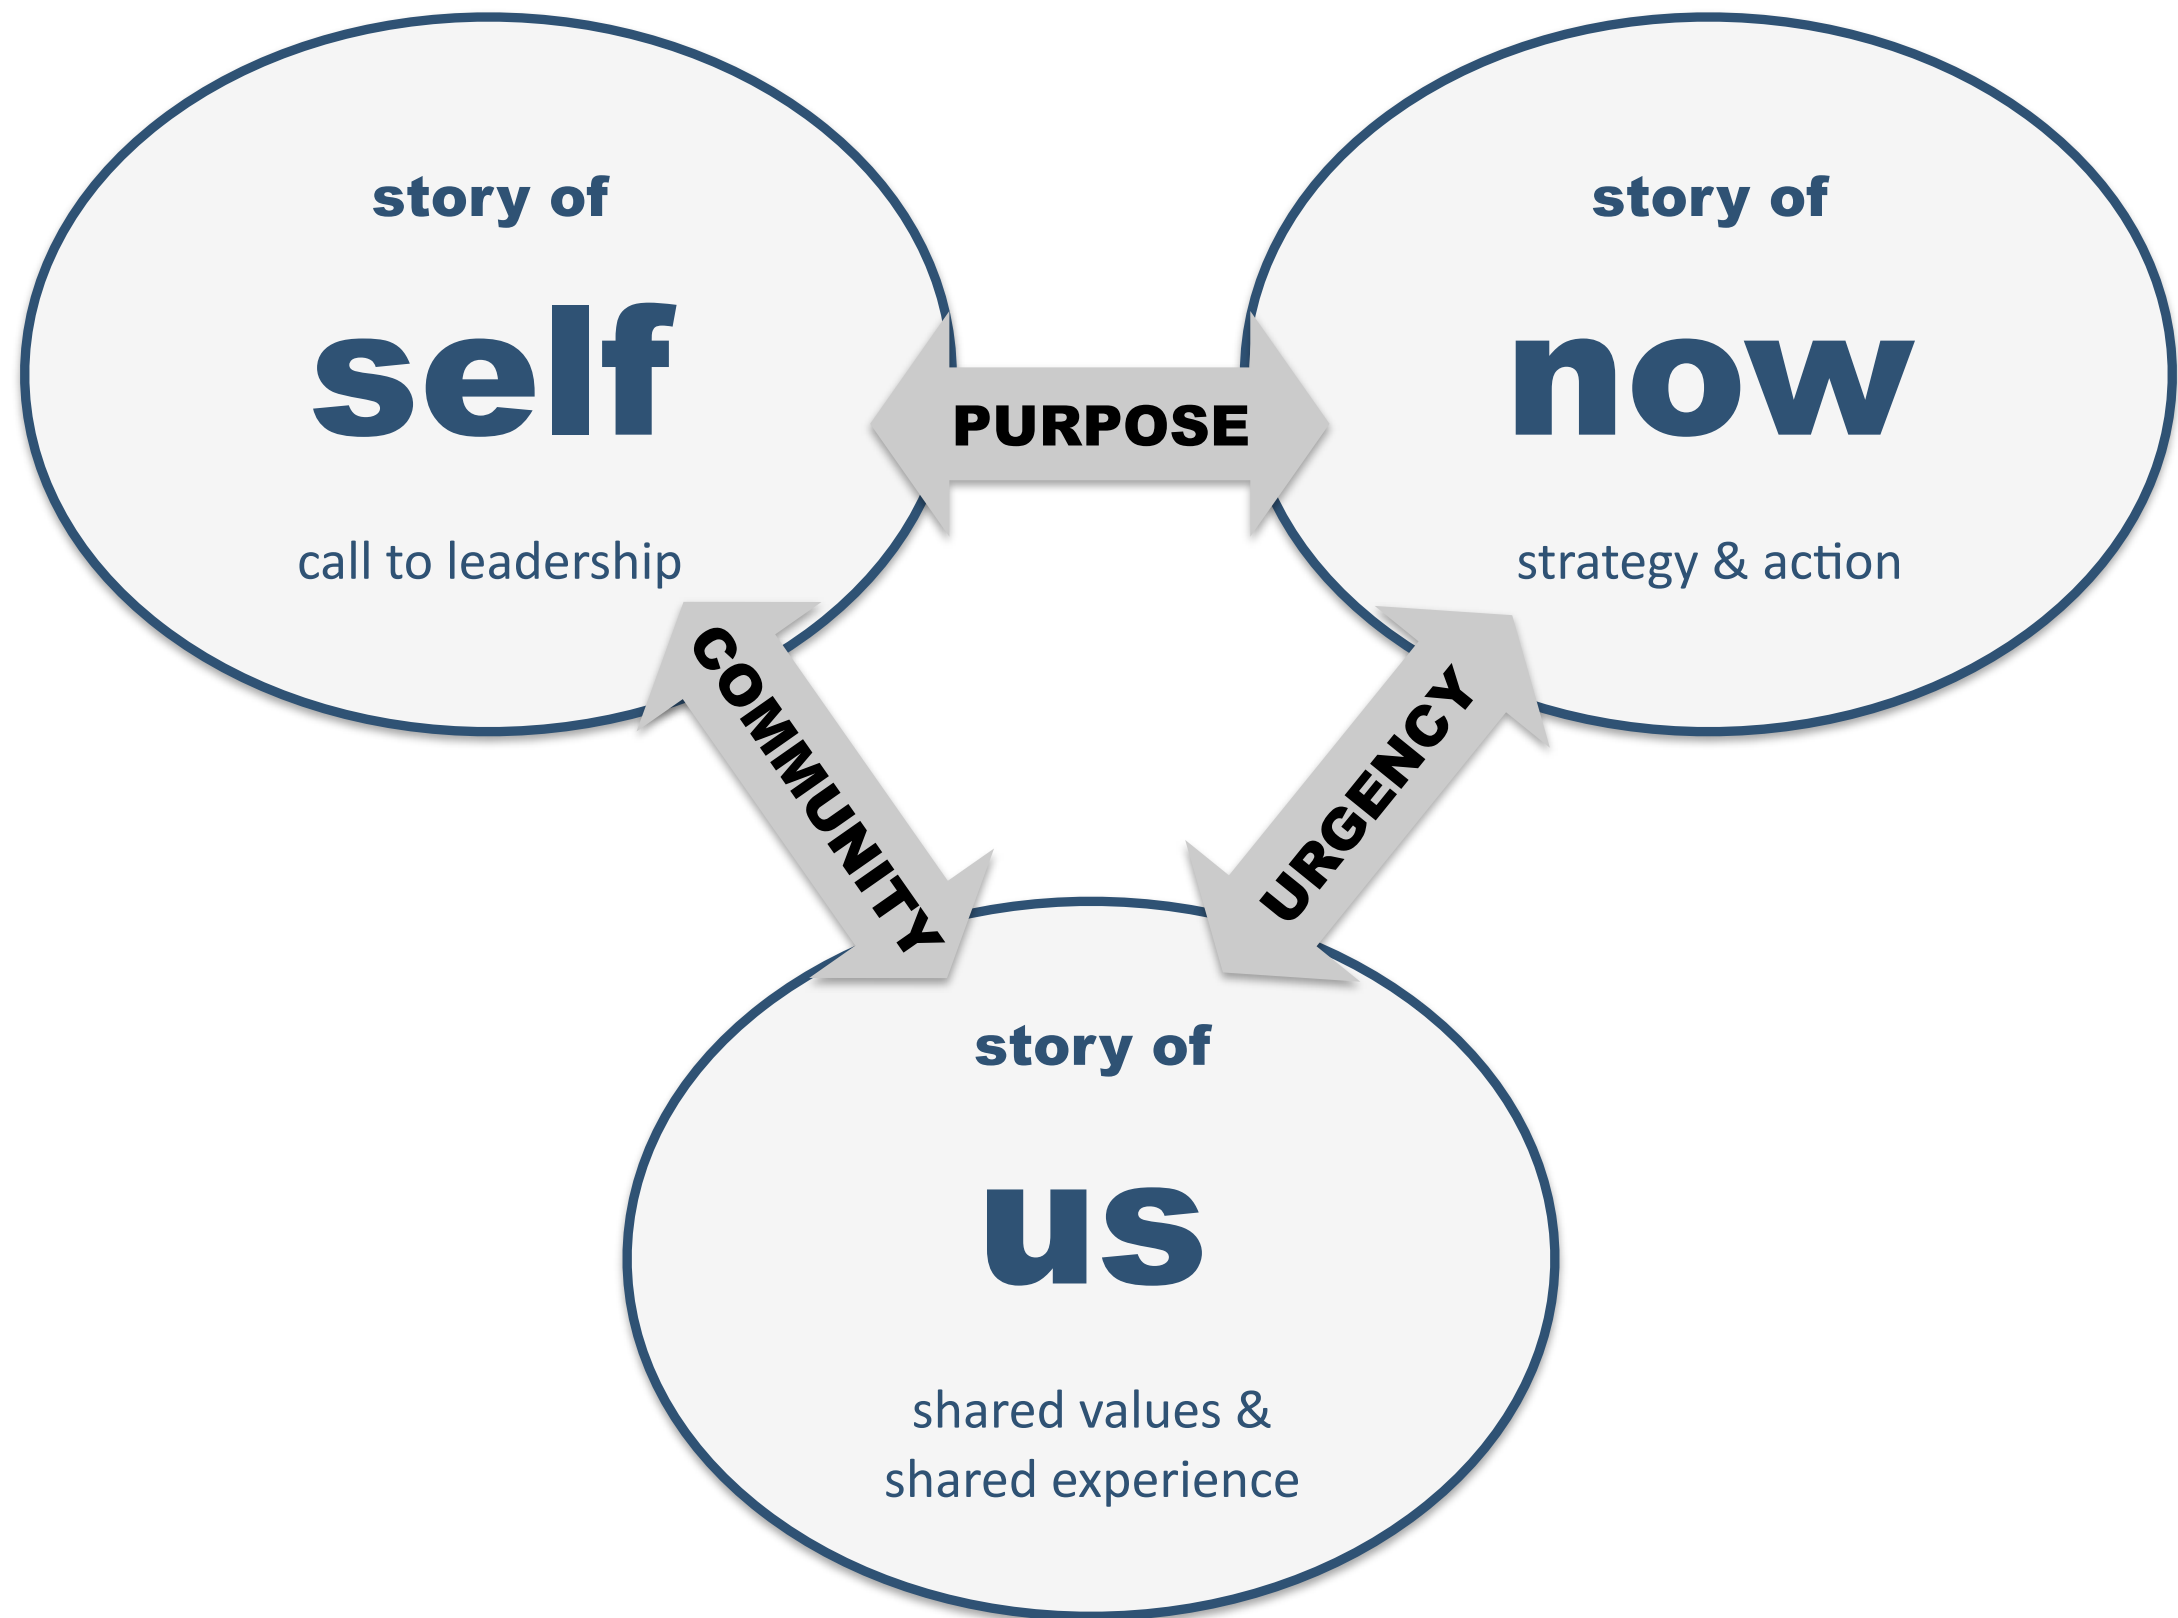 story of
self
call to leadership
PURPOSE
story of
now
strategy & action
COMMUNITY
URGENCY
story of
us
shared values &
shared experience